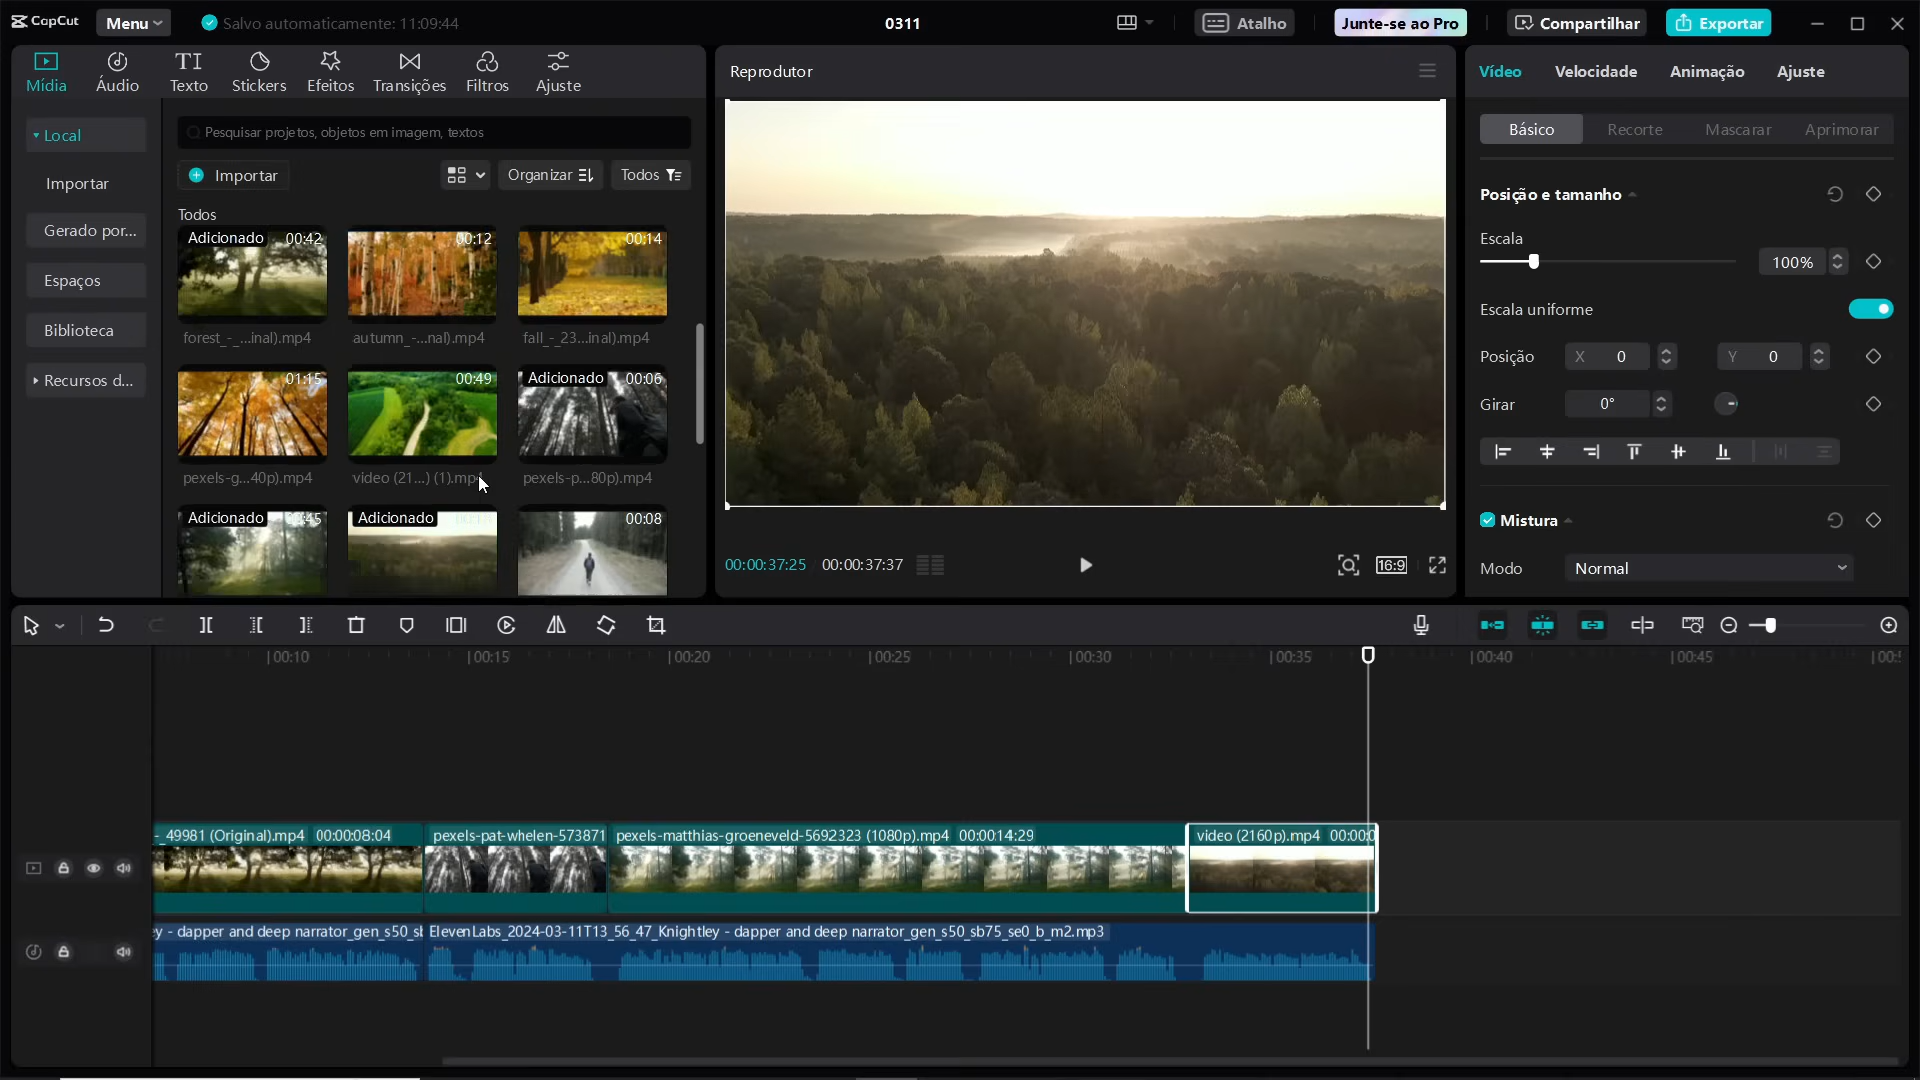 CapCut
Menu
Salvo automaticamente: 11:09:44
0311
Atalho
Junte-se ao Pro
Compartilhar
Exportar
Mídia
Áudio
Texto
Stickers
Efeitos
Transições
Filtros
Ajuste
Local
Importar
Gerado por...
Espaços
Biblioteca
Recursos d...
Pesquisar projetos, objetos em imagem, textos
Importar
Organizar
Todos
Todos
Adicionado 00:42
00:12
00:14
forest_-_...inal).mp4
autumn_-...nal).mp4
fall_-_23...inal).mp4
01:15
00:49
Adicionado 00:06
pexels-g...40p).mp4
video (21...) (1).mp4
pexels-p...80p).mp4
Adicionado
Adicionado
00:08
Reprodutor
00:00:37:25
00:00:37:37
16:9
Vídeo
Velocidade
Animação
Ajuste
Básico
Recorte
Mascarar
Aprimorar
Posição e tamanho
Escala
100%
Escala uniforme
Posição
X 0
Y 0
Girar
0°
Mistura
Modo
Normal
00:10
00:15
00:20
00:25
00:30
00:35
00:40
00:45
-_49981 (Original).mp4 00:00:08:04
pexels-pat-whelen-573871
pexels-matthias-groeneveld-5692323 (1080p).mp4 00:00:14:29
video (2160p).mp4 00:00:0
ey - dapper and deep narrator_gen_s50_sb
ElevenLabs_2024-03-11T13_56_47_Knightley - dapper and deep narrator_gen_s50_sb75_se0_b_m2.mp3